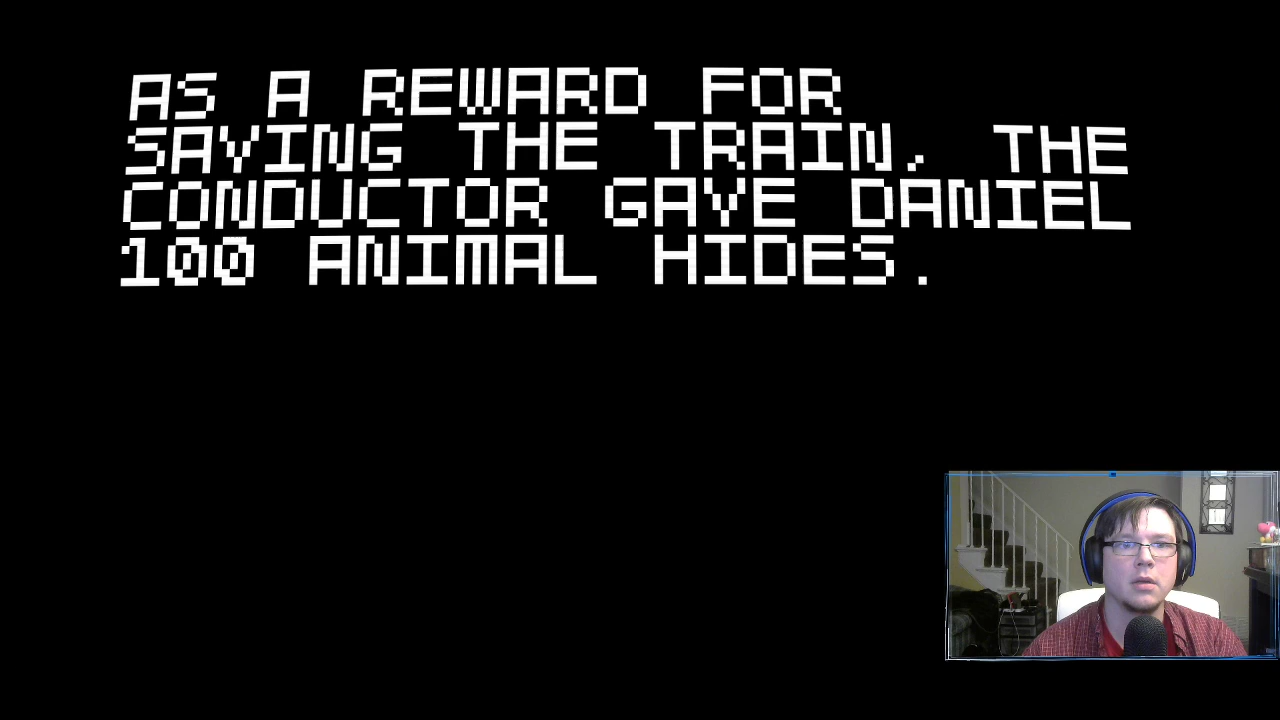 AS A REWARD FOR
SAVING THE TRAIN, THE
CONDUCTOR GAVE DANIEL
100 ANIMAL HIDES.